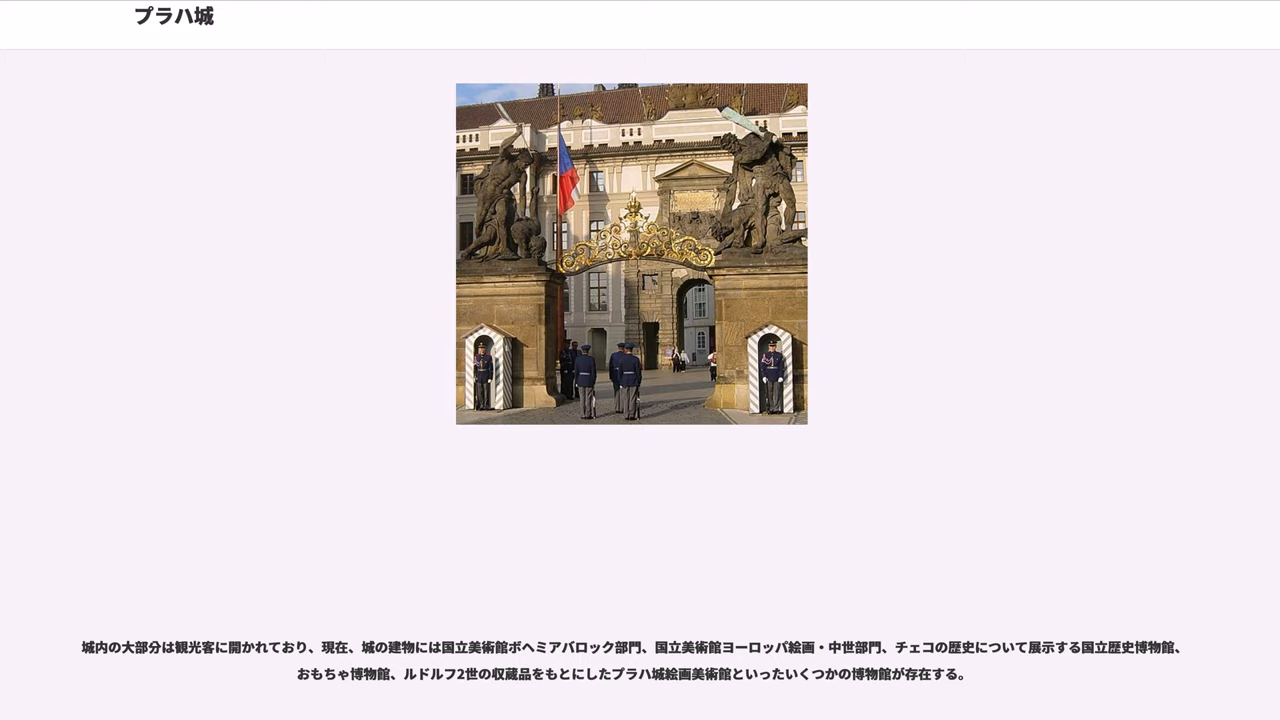 プラハ城
城内の大部分は観光客に開かれており、現在、城の建物には国立美術館ボヘミアバロック部門、国立美術館ヨーロッパ絵画・中世部門、チェコの歴史について展示する国立歴史博物館、
おもちゃ博物館、ルドルフ2世の収蔵品をもとにしたプラハ城絵画美術館といったいくつかの博物館が存在する。